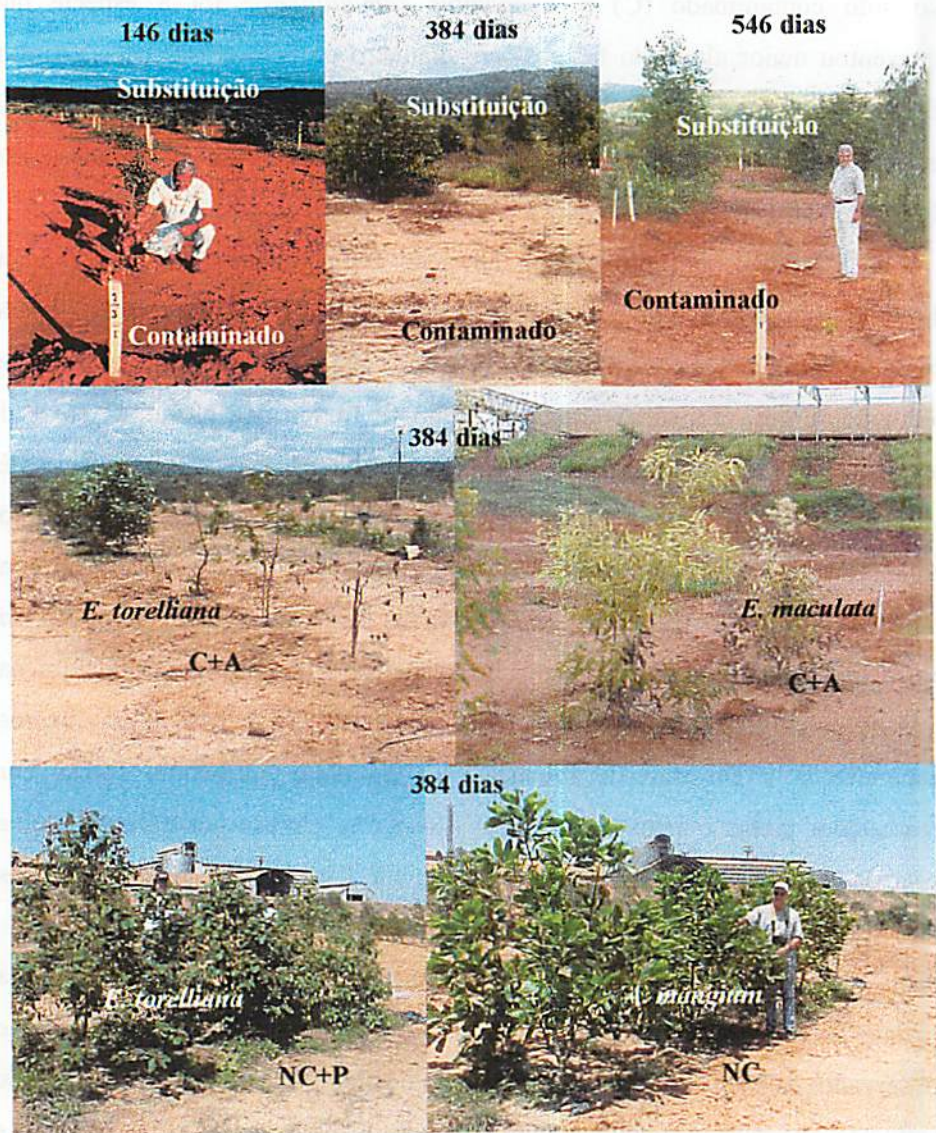 146 dias
384 dias
546 dias
Substituição
Substituição
Substituição
Contaminado
Contaminado
Contaminado
384 dias
E. torelliana
C+A
E. maculata
C+A
384 dias
E. torelliana
NC+P
A. mangium
NC